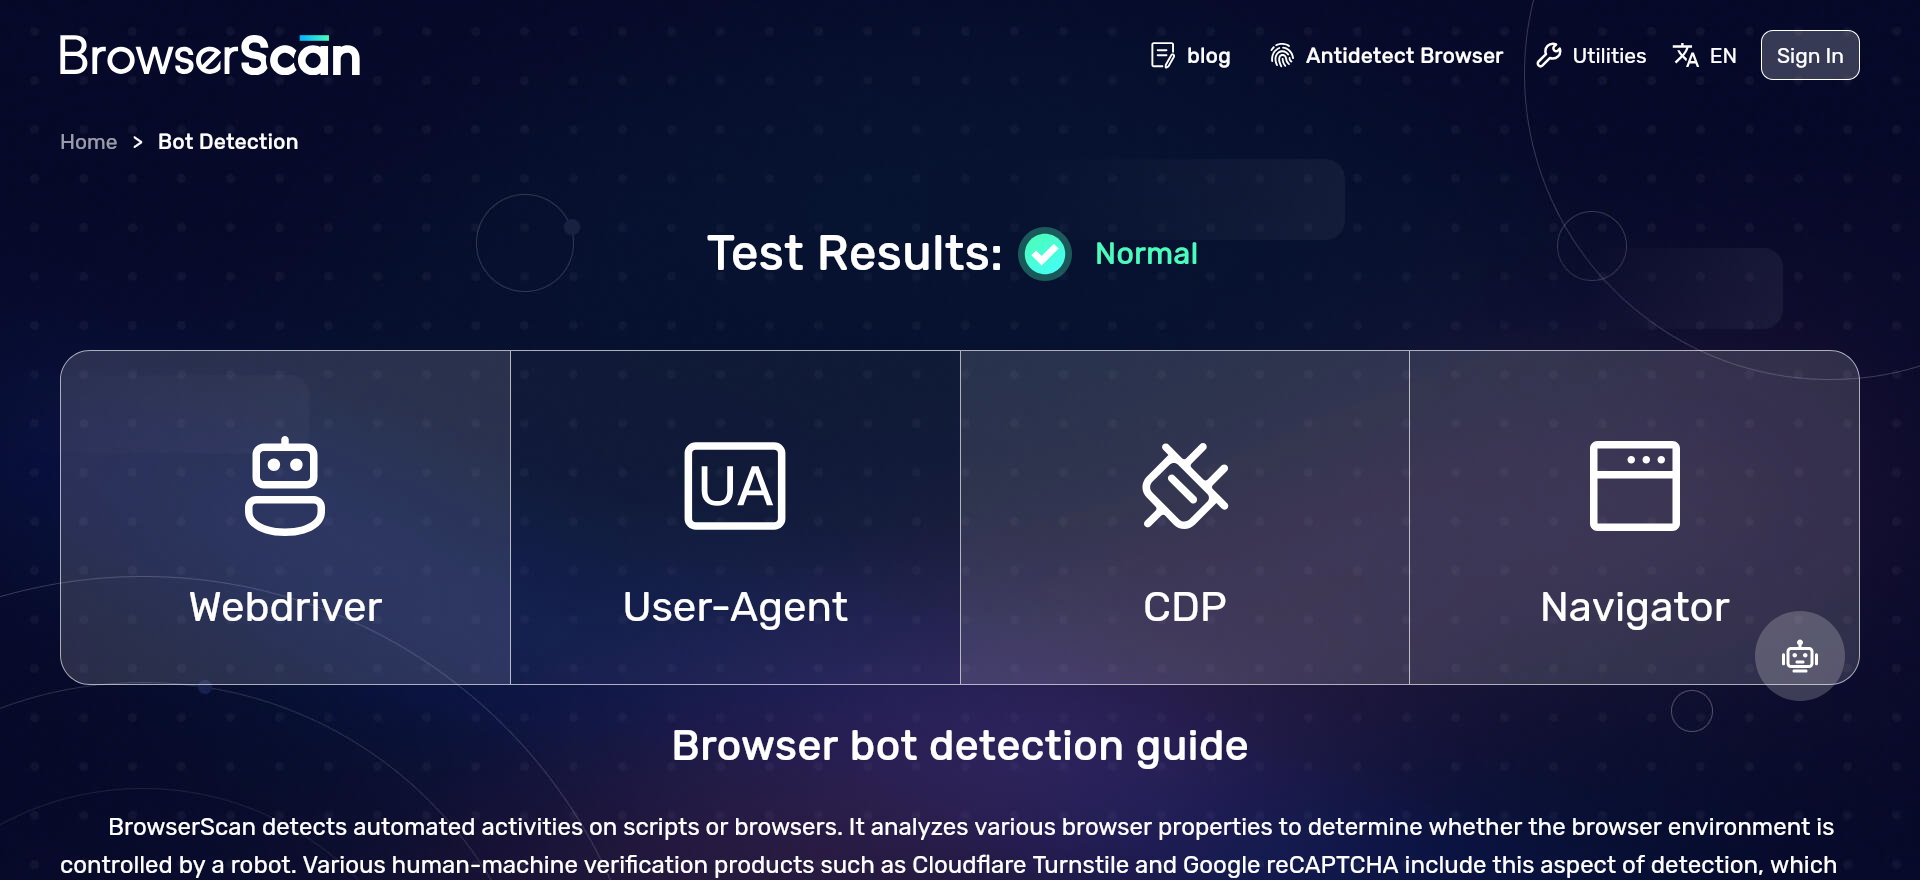 BrowserScan
blog
Antidetect Browser
Utilities
EN
Sign In
Home > Bot Detection
Test Results:
Normal
UA
Webdriver
User-Agent
CDP
Navigator
Browser bot detection guide
BrowserScan detects automated activities on scripts or browsers. It analyzes various browser properties to determine whether the browser environment is
controlled by a robot. Various human-machine verification products such as Cloudflare Turnstile and Google reCAPTCHA include this aspect of detection, which